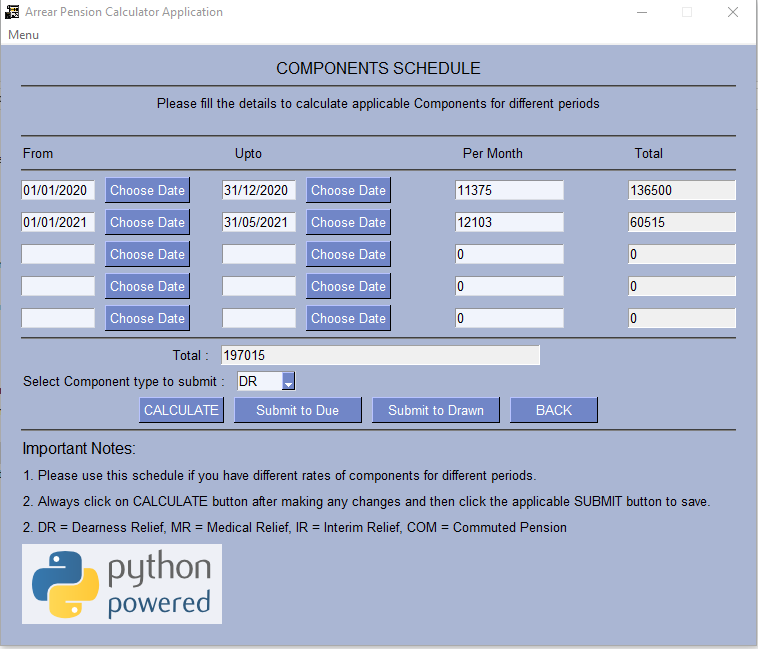 Arrear Pension Calculator Application
Menu
COMPONENTS SCHEDULE
Please fill the details to calculate applicable Components for different periods
From Upto Per Month Total
01/01/2020 Choose Date 31/12/2020 Choose Date 11375 136500
01/01/2021 Choose Date 31/05/2021 Choose Date 12103 60515
Choose Date Choose Date 0 0
Choose Date Choose Date 0 0
Choose Date Choose Date 0 0
Total : 197015
Select Component type to submit : DR
CALCULATE Submit to Due Submit to Drawn BACK
Important Notes:
1. Please use this schedule if you have different rates of components for different periods.
2. Always click on CALCULATE button after making any changes and then click the applicable SUBMIT button to save.
2. DR = Dearness Relief, MR = Medical Relief, IR = Interim Relief, COM = Commuted Pension
python
powered